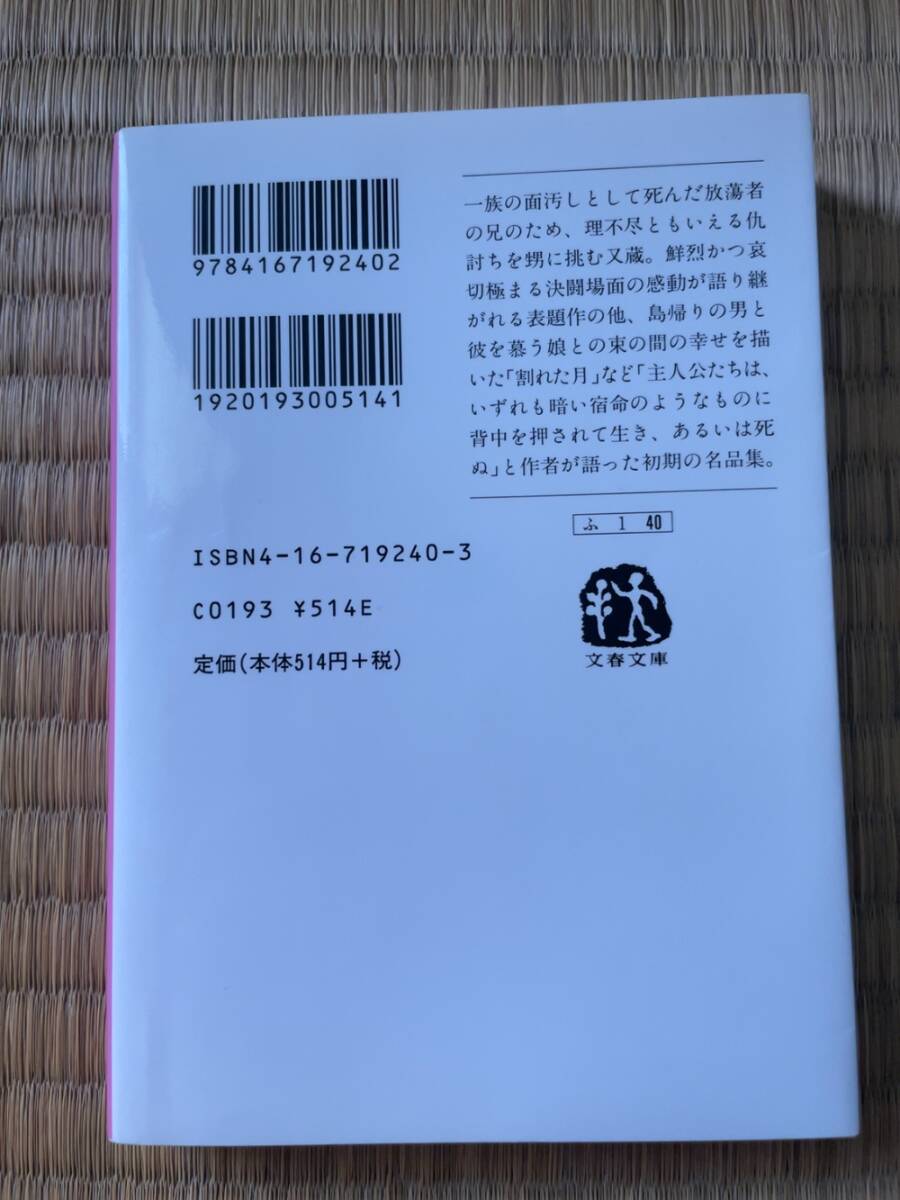 9784167192402
1920193005141
ISBN4-16-719240-3
C0193 ¥514E
定価(本体514円+税)
一族の面汚しとして死んだ放蕩者
の兄のため、理不尽ともいえる仇
討ちを甥に挑む又蔵。鮮烈かつ哀
切極まる決闘場面の感動が語り継
がれる表題作の他、島帰りの男と
彼を慕う娘との束の間の幸せを描
いた「割れた月」など「主人公たちは、
いずれも暗い宿命のようなものに
背中を押されて生き、あるいは死
ぬ」と作者が語った初期の名品集。
ふ 1 40
文春文庫